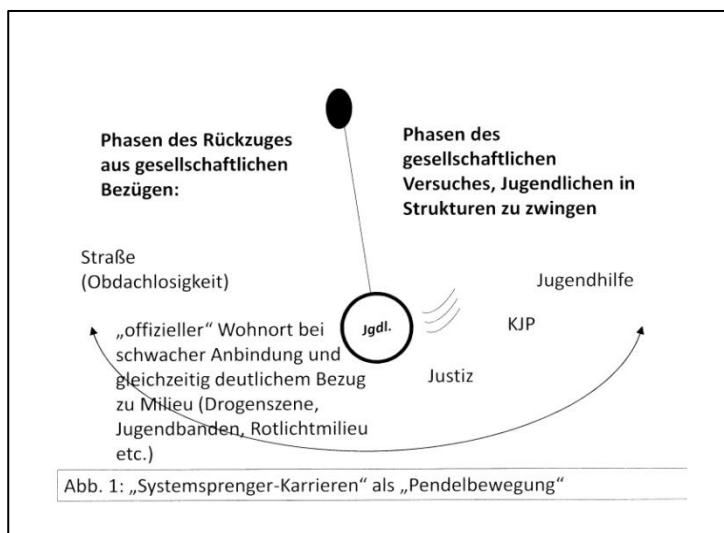 Phasen des Rückzuges
aus gesellschaftlichen
Bezügen:
Phasen des
gesellschaftlichen
Versuches, Jugendlichen in
Strukturen zu zwingen
Straße
(Obdachlosigkeit)
„offizieller“ Wohnort bei
schwacher Anbindung und
gleichzeitig deutlichem Bezug
zu Milieu (Drogenszene,
Jugendbanden, Rotlichtmilieu
etc.)
Jgdl.
Jugendhilfe
KJP
Justiz
Abb. 1: „Systemsprenger-Karrieren“ als „Pendelbewegung“